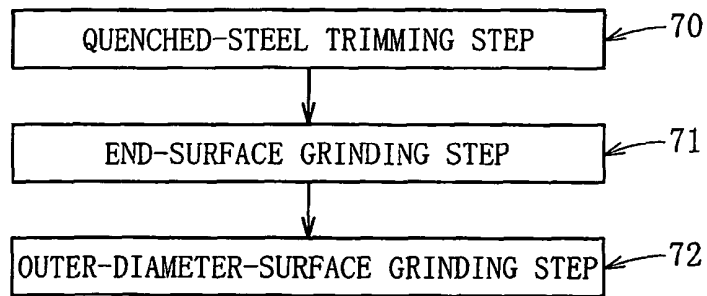 QUENCHED-STEEL TRIMMING STEP 70
END-SURFACE GRINDING STEP 71
OUTER-DIAMETER-SURFACE GRINDING STEP 72